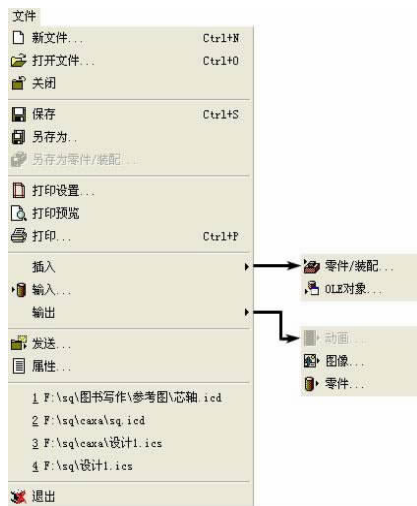 文件
新文件... Ctrl+N
打开文件... Ctrl+O
关闭
保存 Ctrl+S
另存为..
另存为零件/装配...
打印设置...
打印预览
打印... Ctrl+P
插入
零件/装配...
OLE对象...
输入...
输出
动画...
图像...
零件...
发送...
属性...
1 F:\sq\图书写作\参考图\芯轴.icd
2 F:\sq\caxa\sq.icd
3 F:\sq\caxa\设计1.ics
4 F:\sq\设计1.ics
退出